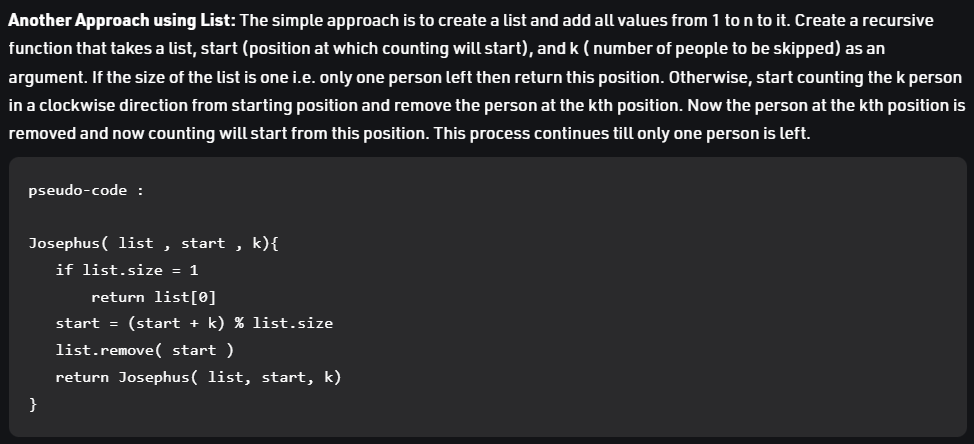 Another Approach using List: The simple approach is to create a list and add all values from 1 to n to it. Create a recursive
function that takes a list, start (position at which counting will start), and k ( number of people to be skipped) as an
argument. If the size of the list is one i.e. only one person left then return this position. Otherwise, start counting the k person
in a clockwise direction from starting position and remove the person at the kth position. Now the person at the kth position is
removed and now counting will start from this position. This process continues till only one person is left.
pseudo-code :
Josephus( list , start , k){
if list.size = 1
return list[0]
start = (start + k) % list.size
list.remove( start )
return Josephus( list, start, k)
}